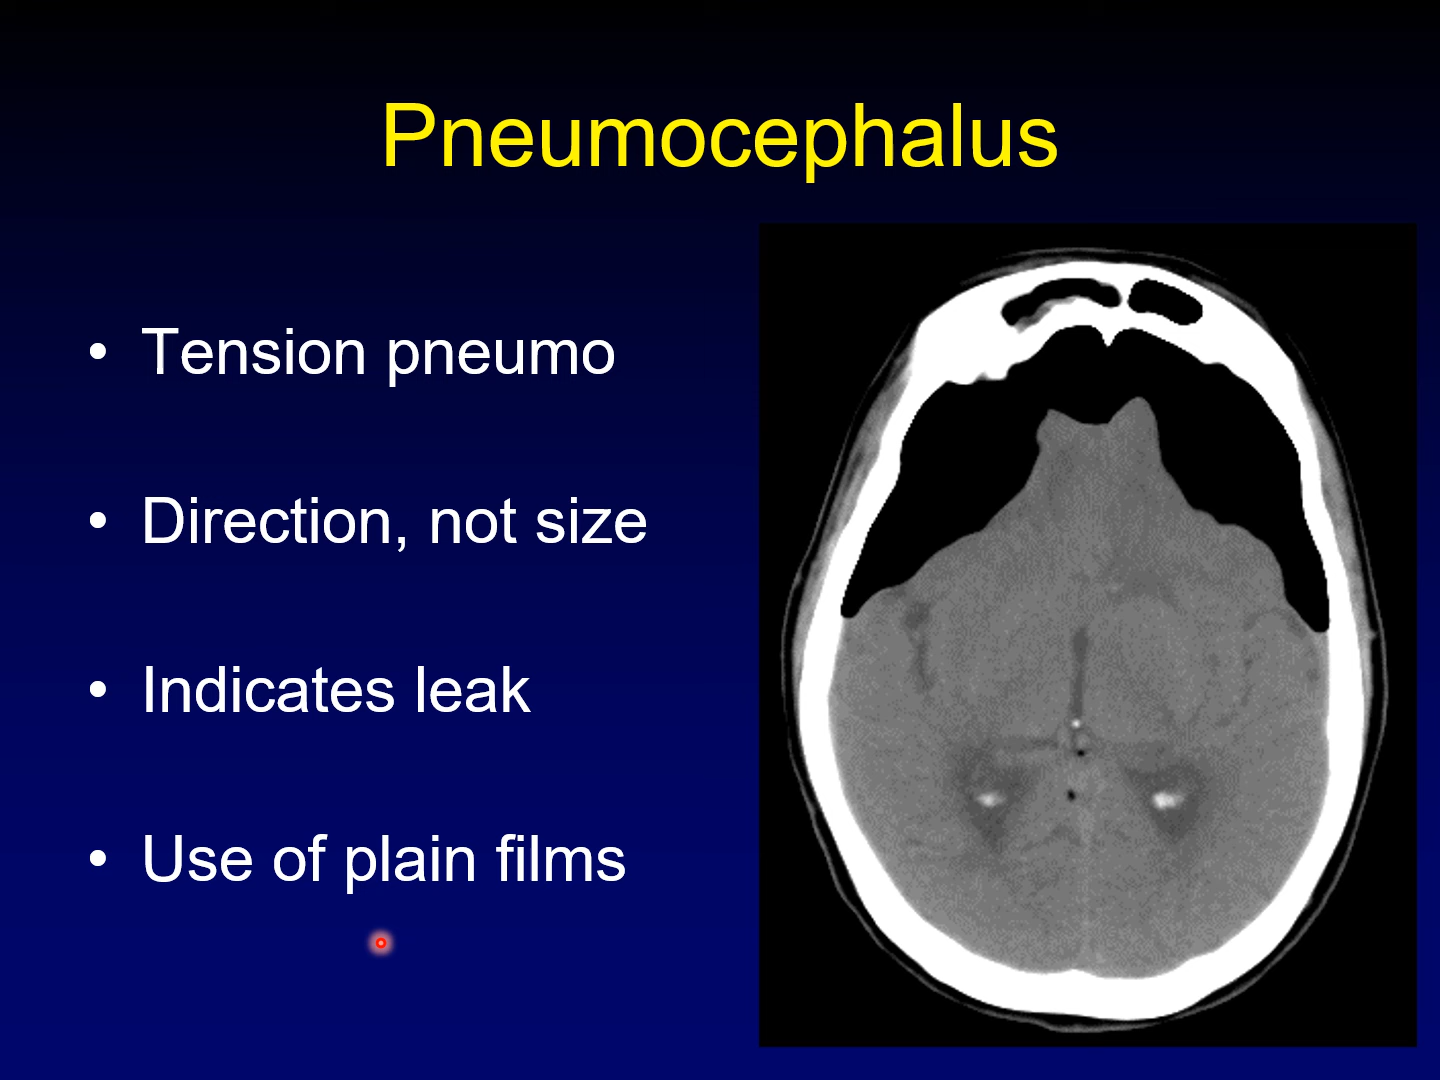 Pneumocephalus
• Tension pneumo
• Direction, not size
• Indicates leak
• Use of plain films